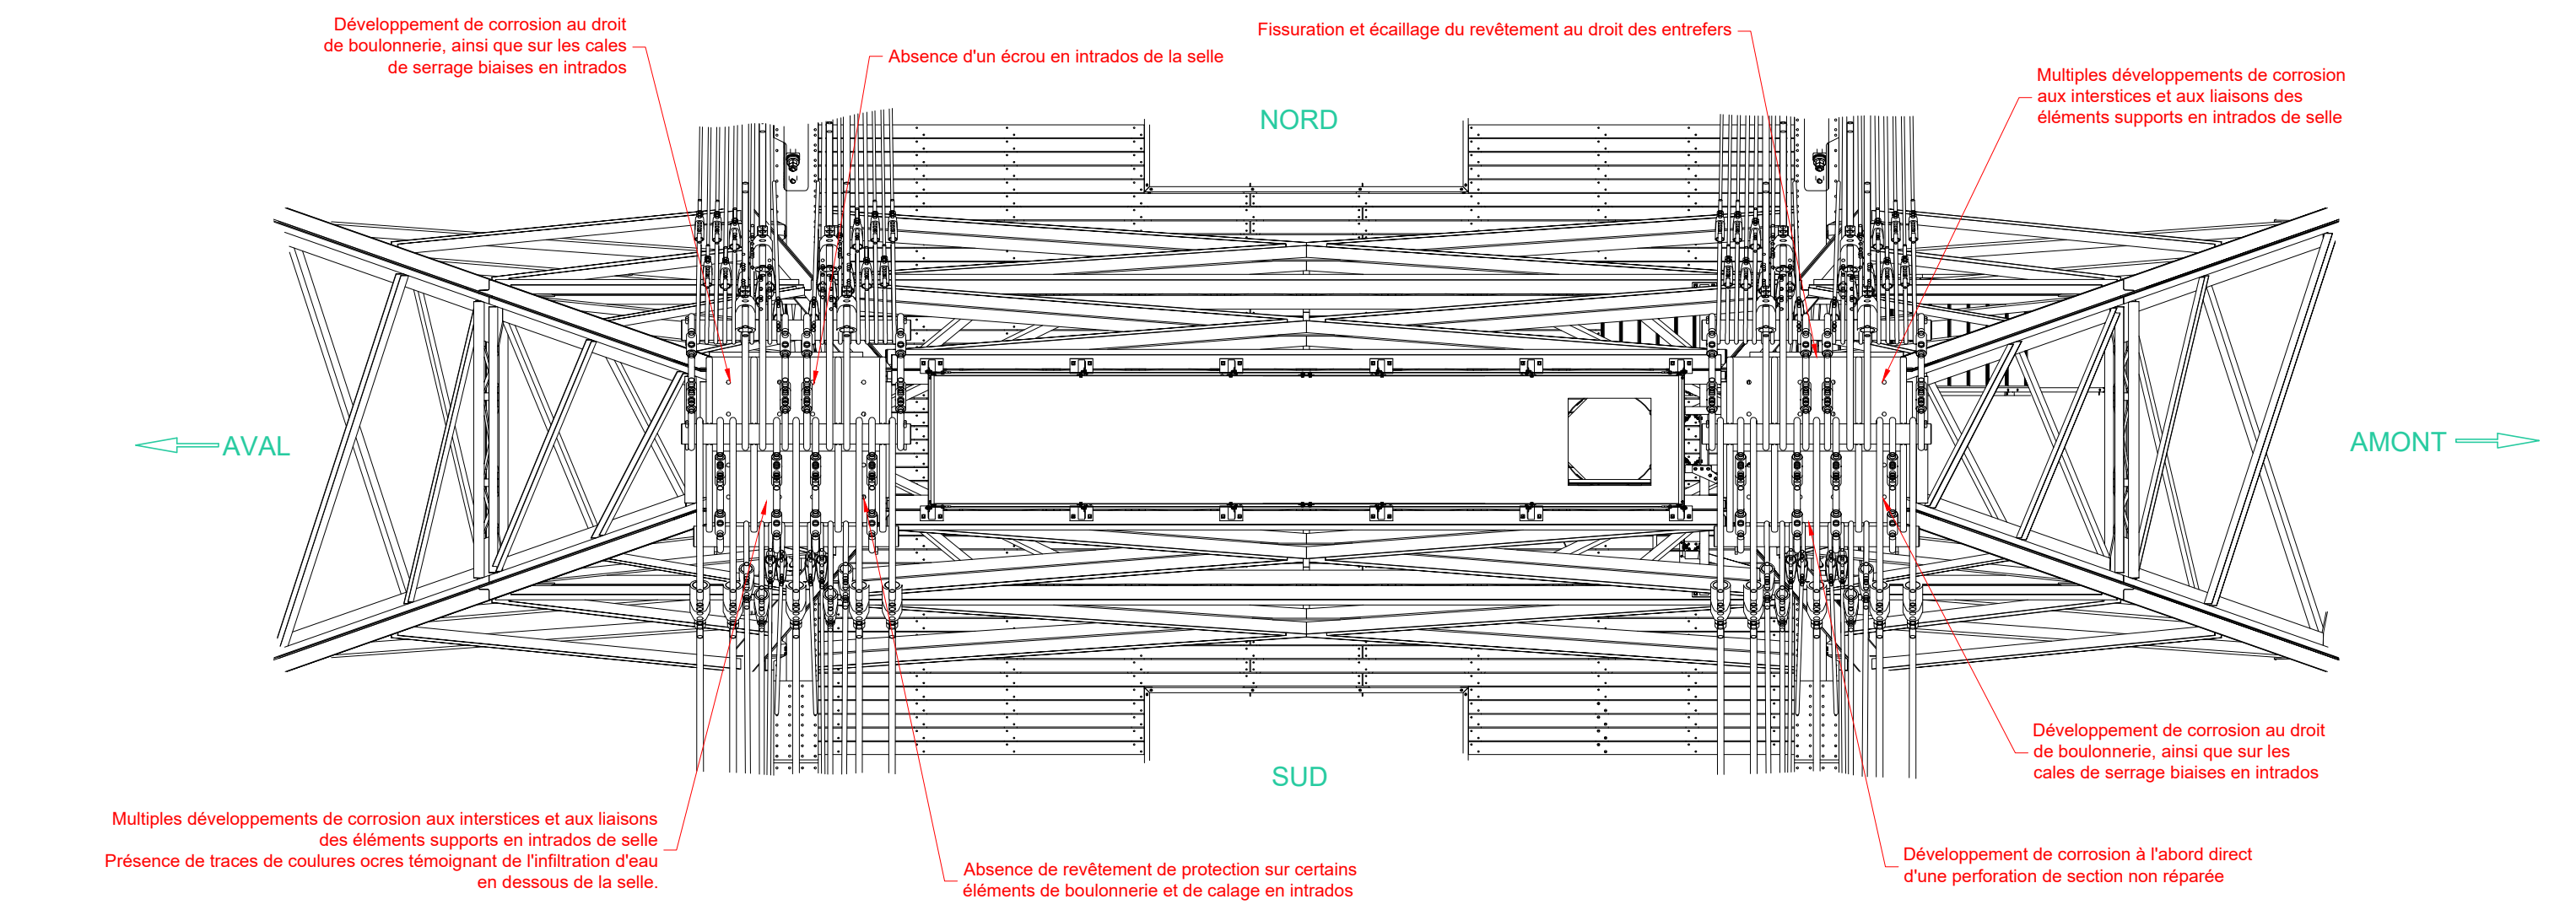 Développement de corrosion au droit
de boulonnerie, ainsi que sur les cales
de serrage biaises en intrados
Absence d'un écrou en intrados de la selle
Fissuration et écaillage du revêtement au droit des entrefers
Multiples développements de corrosion
aux interstices et aux liaisons des
éléments supports en intrados de selle
NORD
AVAL
AMONT
SUD
Développement de corrosion au droit
de boulonnerie, ainsi que sur les
cales de serrage biaises en intrados
Multiples développements de corrosion aux interstices et aux liaisons
des éléments supports en intrados de selle
Présence de traces de coulures ocres témoignant de l'infiltration d'eau
en dessous de la selle.
Absence de revêtement de protection sur certains
éléments de boulonnerie et de calage en intrados
Développement de corrosion à l'abord direct
d'une perforation de section non réparée